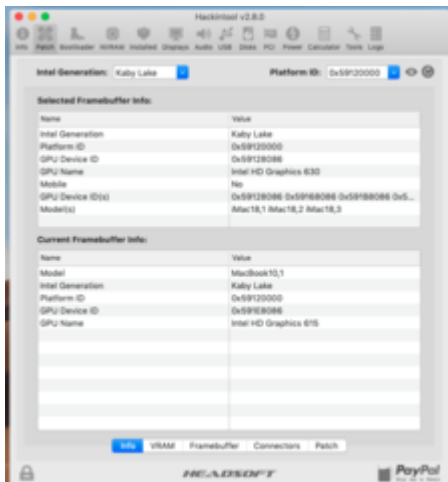 Hackintool v2.8.0
Info Patch Bootloader NVRAM Installed Displays Audio USB Disks PCI Power Calculator Tools Logs
Intel Generation: Kaby Lake Platform ID: 0x59120000
Selected Framebuffer Info:
Name Value
Intel Generation Kaby Lake
Platform ID 0x59120000
GPU Device ID 0x59128086
GPU Name Intel HD Graphics 630
Mobile No
GPU Device ID(s) 0x59128086 0x59168086 0x591B8086 0x5...
Model(s) iMac18,1 iMac18,2 iMac18,3
Current Framebuffer Info:
Name Value
Model MacBook10,1
Intel Generation Kaby Lake
Platform ID 0x59120000
GPU Device ID 0x591E8086
GPU Name Intel HD Graphics 615
Info VRAM Framebuffer Connectors Patch
HEADSOFT PayPal